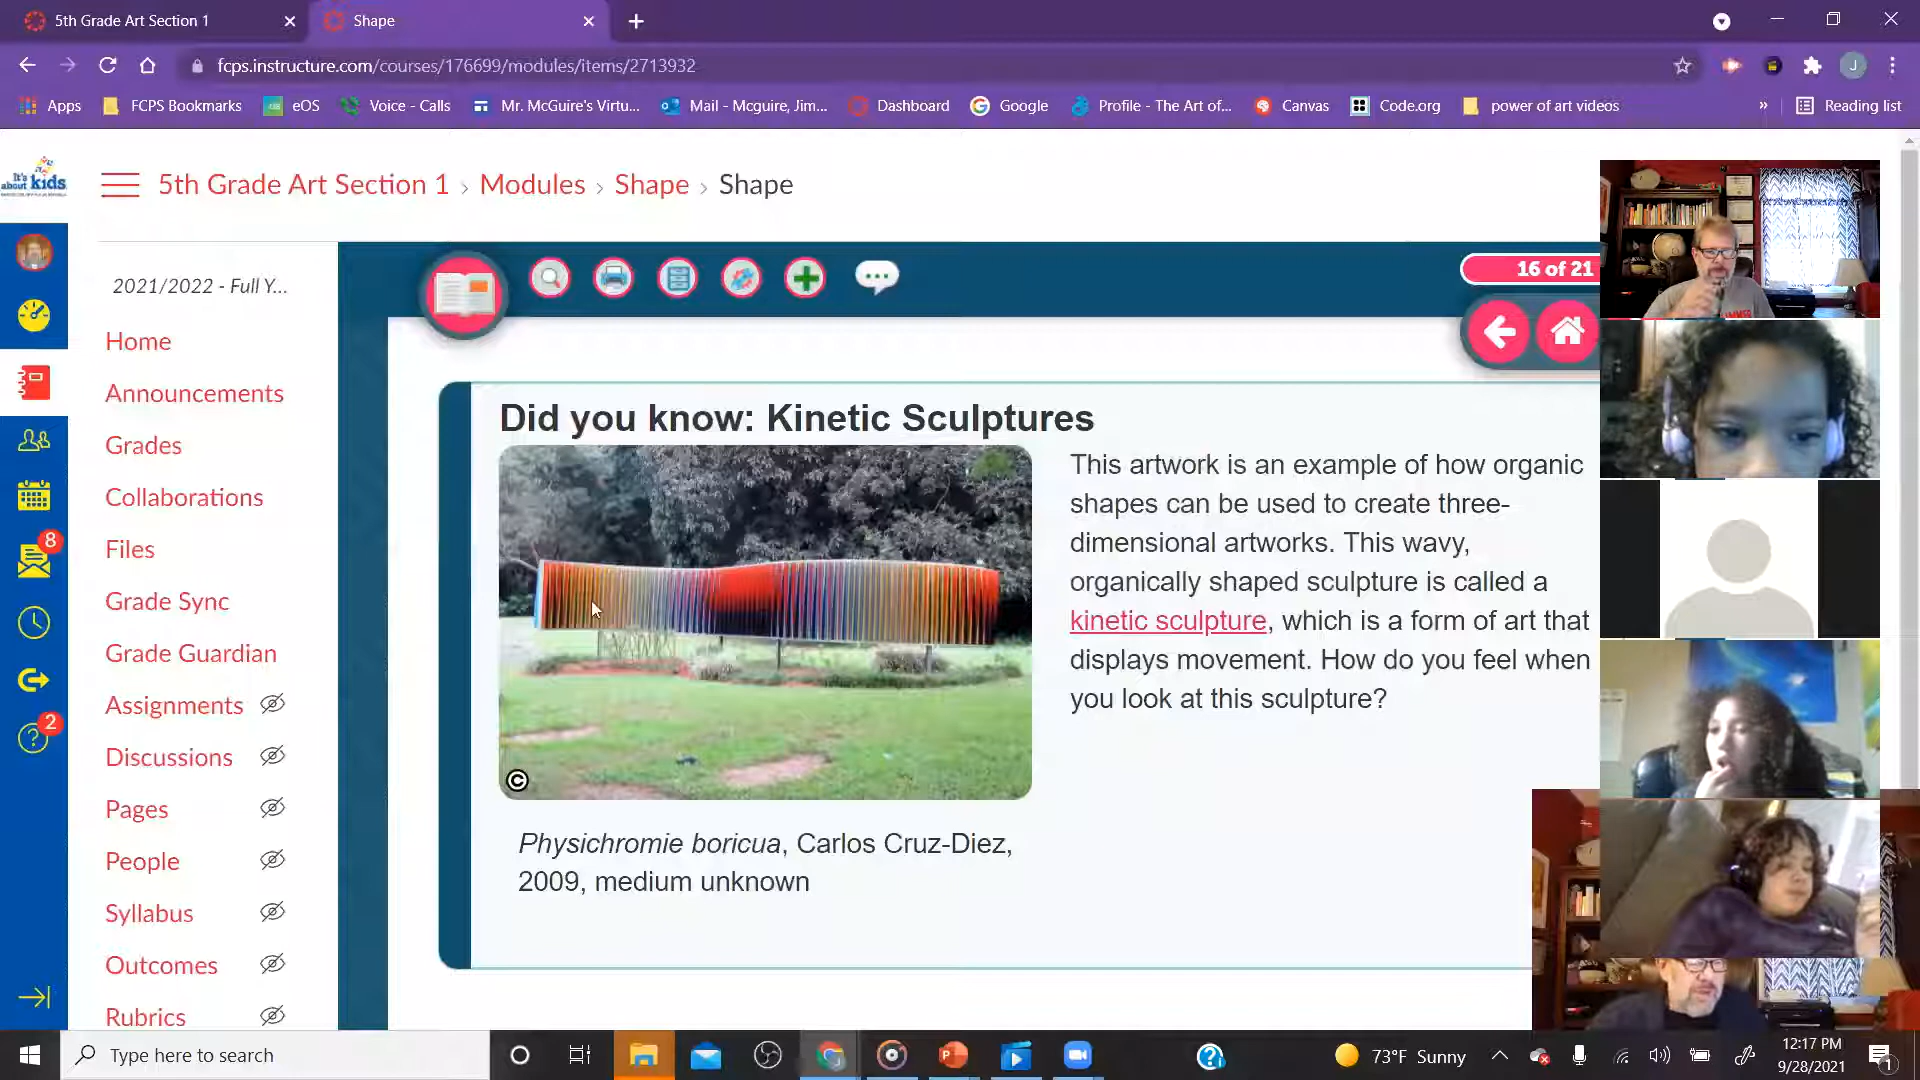 5th Grade Art Section 1
Shape
fcps.instructure.com/courses/176699/modules/items/2713932
J
Apps
FCPS Bookmarks
eOS
Voice - Calls
Mr. McGuire's Virtu...
Mail - Mcguire, Jim...
Dashboard
Google
Profile - The Art of...
Canvas
Code.org
power of art videos
»
Reading list
It's about kids
5th Grade Art Section 1 › Modules › Shape › Shape
2021/2022 - Full Y...
Home
Announcements
Grades
Collaborations
Files
Grade Sync
Grade Guardian
Assignments
Discussions
Pages
People
Syllabus
Outcomes
Rubrics
8
2
16 of 21
Did you know: Kinetic Sculptures
This artwork is an example of how organic
shapes can be used to create three-
dimensional artworks. This wavy,
organically shaped sculpture is called a
kinetic sculpture, which is a form of art that
displays movement. How do you feel when
you look at this sculpture?
©
Physichromie boricua, Carlos Cruz-Diez,
2009, medium unknown
Type here to search
73°F Sunny
12:17 PM
9/28/2021
1